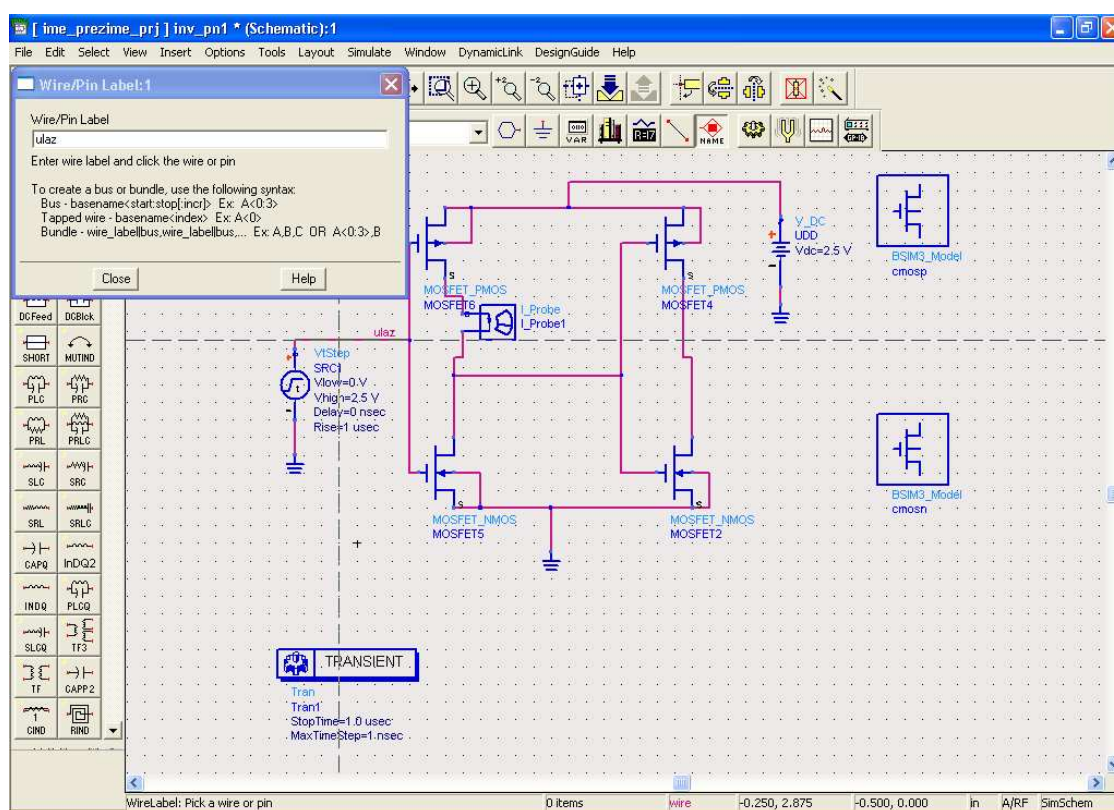 [ ime_prezime_prj ] inv_pn1 * (Schematic):1
File Edit Select View Insert Options Tools Layout Simulate Window DynamicLink DesignGuide Help
Wire/Pin Label:1
Wire/Pin Label
ulaz
Enter wire label and click the wire or pin
To create a bus or bundle, use the following syntax:
Bus - basename<start:stop[:incr]> Ex: A<0:3>
Tapped wire - basename<index> Ex: A<0>
Bundle - wire_label|bus,wire_label|bus,... Ex: A,B,C OR A<0:3>,B
Close Help
VAR
NAME
DCFeed DCBlck
SHORT MUTIND
PLC PRC
PRL PRLC
SLC SRC
SRL SRLC
CAPQ InDQ2
INDQ PLCQ
SLCQ TF3
TF CAPP2
CIND RIND
V_DC
UDD
Vdc=2.5 V
BSIM3_Model
cmosp
S
MOSFET_PMOS
MOSFET6
S
MOSFET_PMOS
MOSFET4
I_Probe
I_Probe1
ulaz
VtStep
SRC1
Vlow=0 V
Vhigh=2.5 V
Delay=0 nsec
Rise=1 usec
t
S
MOSFET_NMOS
MOSFET5
S
MOSFET_NMOS
MOSFET2
BSIM3_Model
cmosn
TRANSIENT
Tran
Tran1
StopTime=1.0 usec
MaxTimeStep=1 nsec
WireLabel: Pick a wire or pin 0 items wire -0.250, 2.875 -0.500, 0.000 in A/RF SimSchem